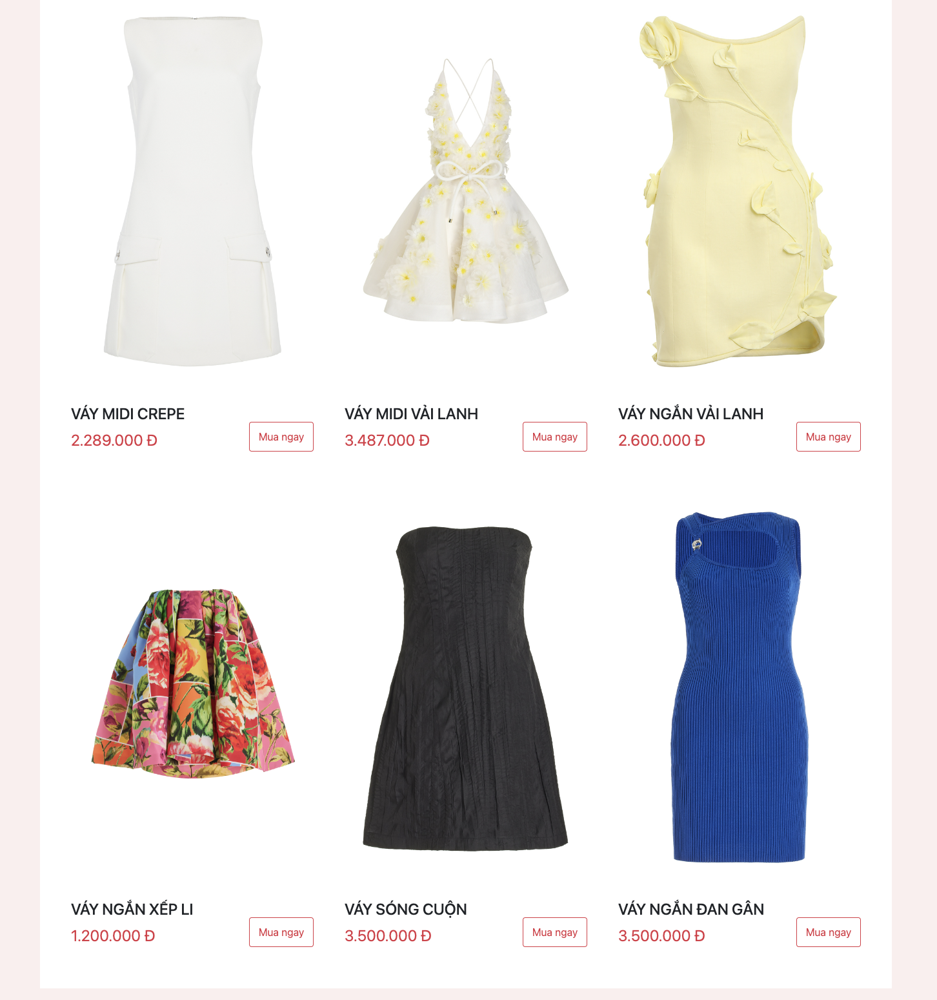 VÁY MIDI CREPE
2.289.000 Đ
Mua ngay
VÁY MIDI VẢI LANH
3.487.000 Đ
Mua ngay
VÁY NGẮN VẢI LANH
2.600.000 Đ
Mua ngay
VÁY NGẮN XẾP LI
1.200.000 Đ
Mua ngay
VÁY SÓNG CUỘN
3.500.000 Đ
Mua ngay
VÁY NGẮN ĐAN GÂN
3.500.000 Đ
Mua ngay